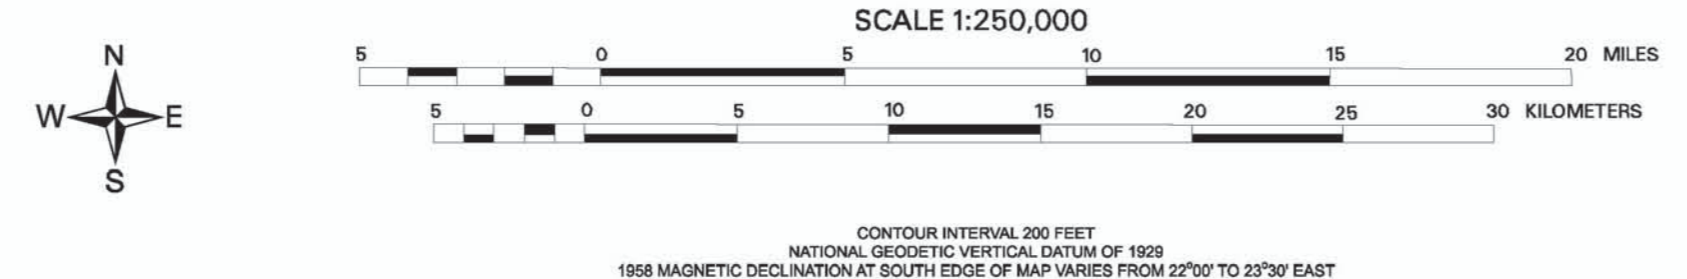 SCALE 1:250,000
N
5 0 5 10 15 20 MILES
W E
5 0 5 10 15 20 25 30 KILOMETERS
S
CONTOUR INTERVAL 200 FEET
NATIONAL GEODETIC VERTICAL DATUM OF 1929
1958 MAGNETIC DECLINATION AT SOUTH EDGE OF MAP VARIES FROM 22°00' TO 23°30' EAST